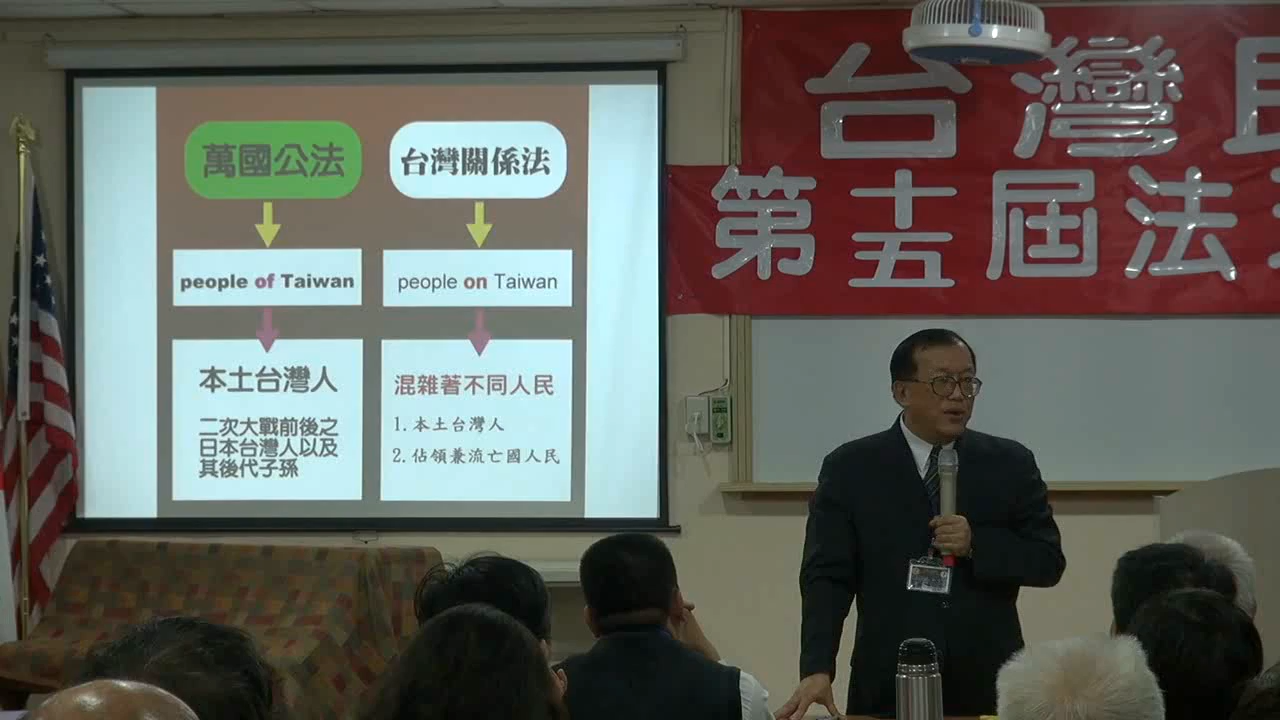 萬國公法
台灣關係法
people of Taiwan
people on Taiwan
本土台灣人
二次大戰前後之
日本台灣人以及
其後代子孫
混雜著不同人民
1. 本土台灣人
2. 佔領兼流亡國人民
台灣
第十五屆法